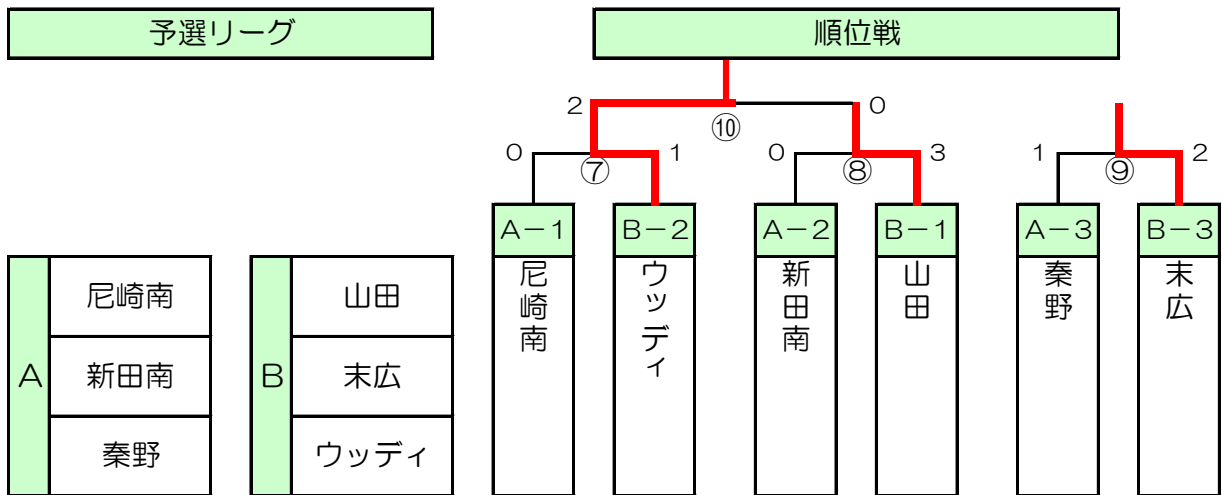 予選リーグ
順位戦
2
0
⑩
0
1
⑦
0
3
⑧
1
2
⑨
A-1
B-2
A-2
B-1
A-3
B-3
尼崎南
ウッディ
新田南
山田
秦野
末広
A
尼崎南
新田南
秦野
B
山田
末広
ウッディ